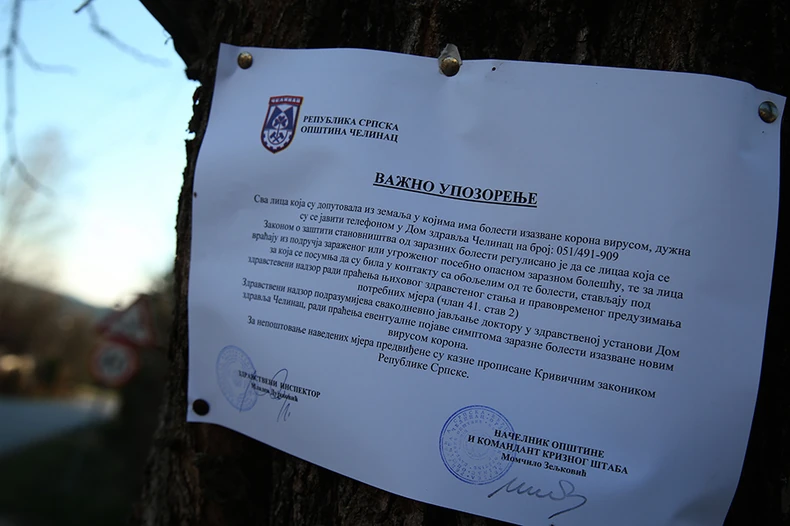 ЧЕЛИНАЦ
РЕПУБЛИКА СРПСКА
ОПШТИНА ЧЕЛИНАЦ
ВАЖНО УПОЗОРЕЊЕ
Сва лица која су допутовала из земаља у којима има болести изазване корона вирусом, дужна
су се јавити телефоном у Дом здравља Челинац на број: 051/491-909
Законом о заштити становништва од заразних болести регулисано је да се лицаа која се
враћају из подручја зараженог или угроженог посебно опасном заразном болешћу, те за лица
за која се посумња да су била у контакту са обољелим од те болести, стављају под
здравстевени надзор ради праћења њиховог здравственог стања и правовременог предузимања
потребних мјера (члан 41. став 2)
Здравствени надзор подразумијева свакодневно јављање доктору у здравственој установи Дом
здравља Челинац, ради праћења евентуалне појаве симптома заразне болести изазване новим
вирусом корона.
За непоштовање наведених мјера предвиђене су казне прописане Кривичним закоником
Републике Српске.
ЗДРАВСТВЕНИ ИНСПЕКТОР
НАЧЕЛНИК ОПШТИНЕ
И КОМАНДАНТ КРИЗНОГ ШТАБА
Момчило Зељковић